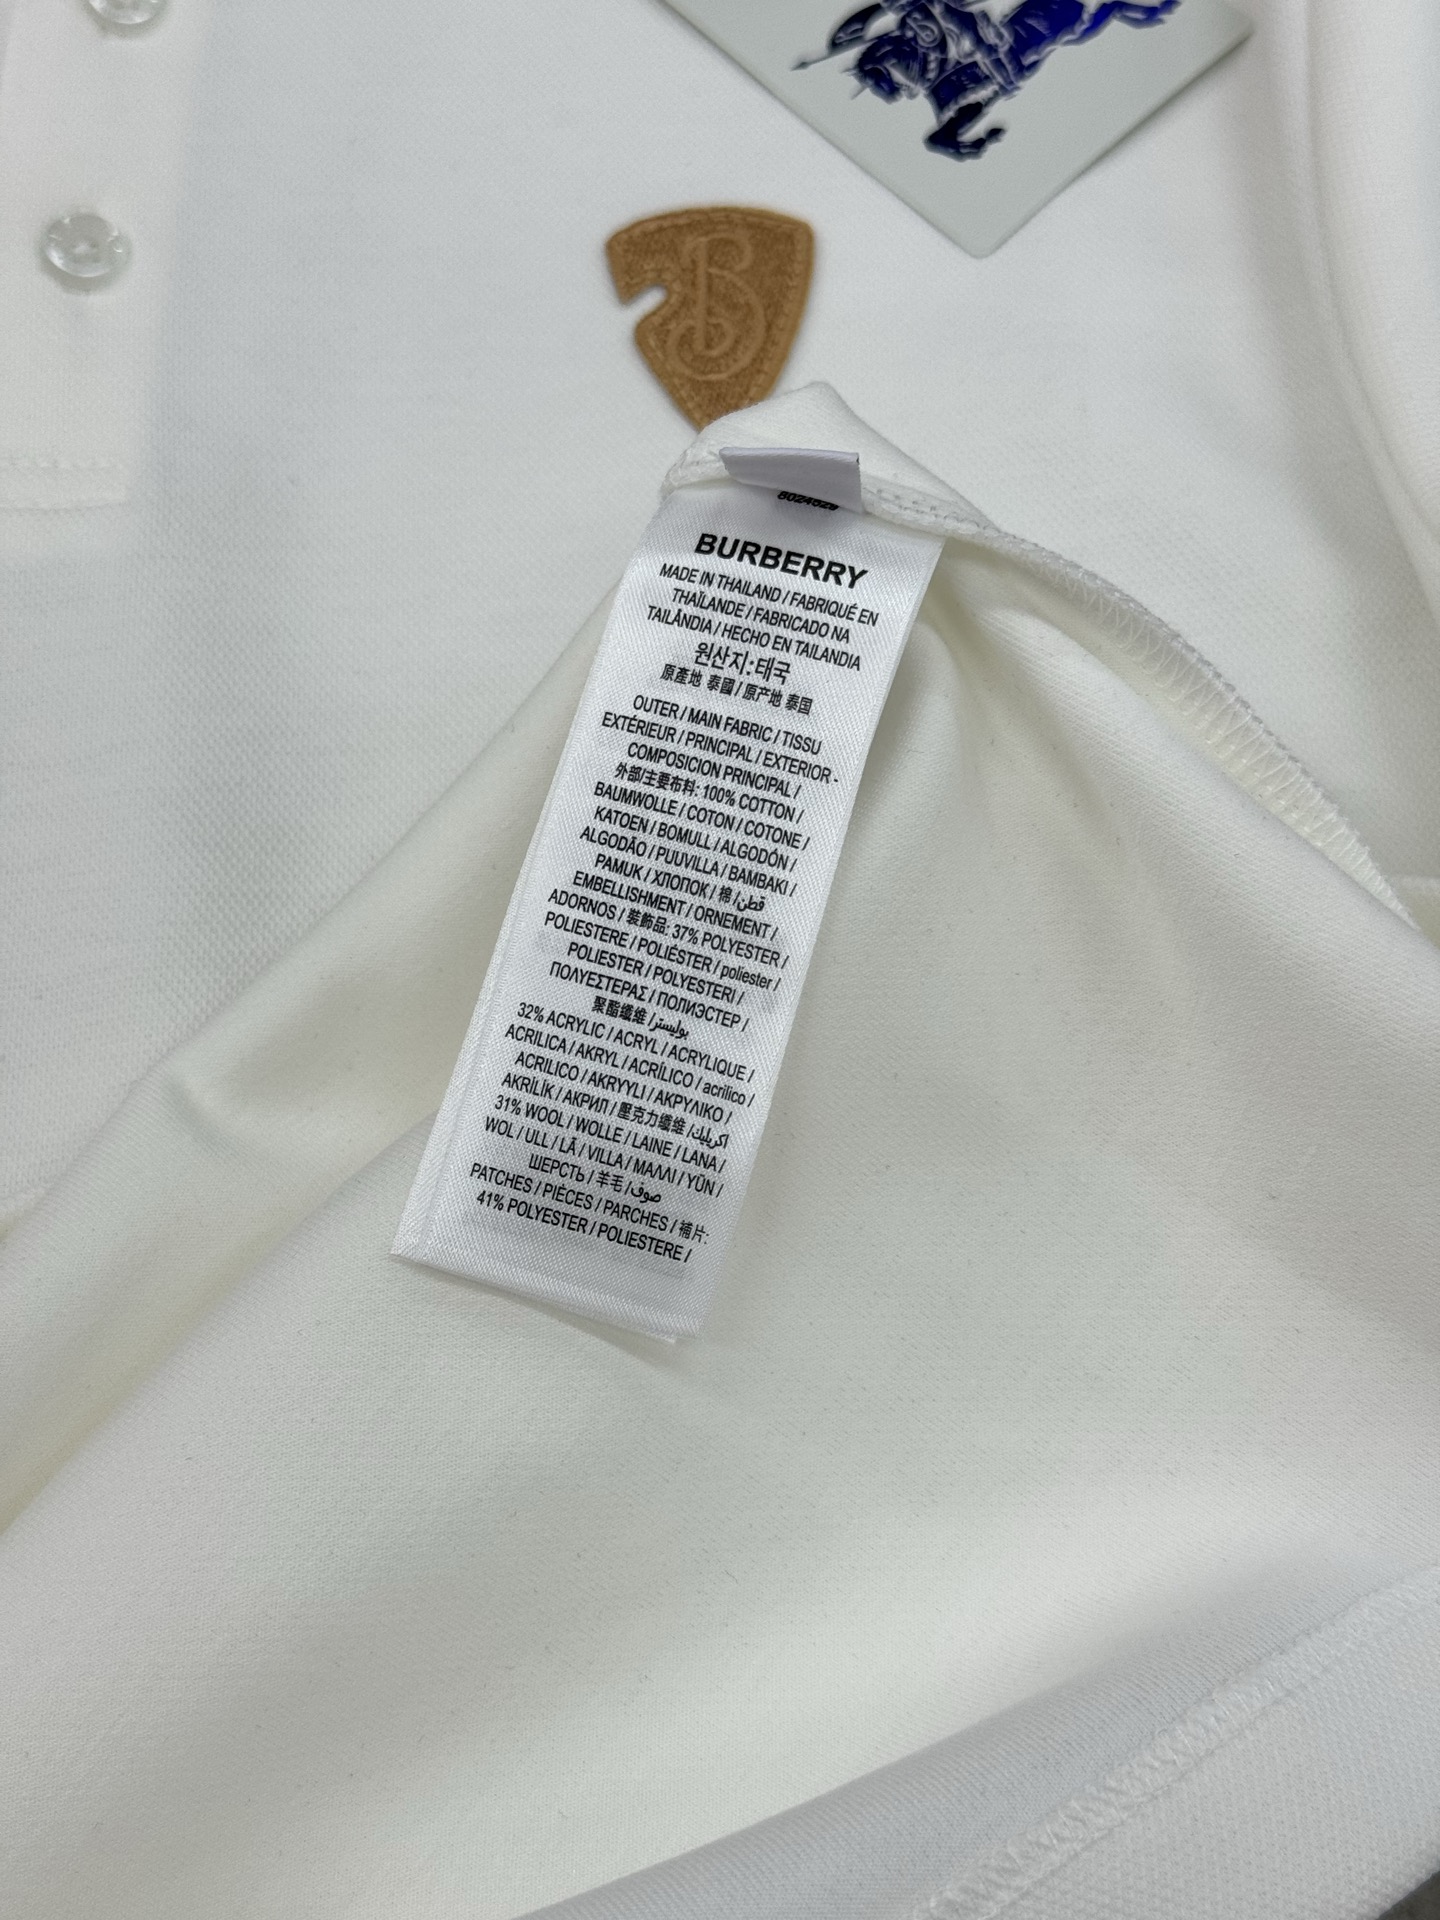 BURBERRY
MADE IN THAILAND / FABRIQUÉ EN
THAÏLANDE / FABRICADO NA
TAILÂNDIA / HECHO EN TAILANDIA
원산지:태국
原產地 泰國 / 原产地 泰国
OUTER / MAIN FABRIC / TISSU
EXTÉRIEUR / PRINCIPAL / EXTERIOR -
COMPOSICION PRINCIPAL /
外部/主要布料: 100% COTTON /
BAUMWOLLE / COTON / COTONE /
KATOEN / BOMULL / ALGODÓN /
ALGODÃO / PUUVILLA / BAMBAKI /
PAMUK / ХЛОПОК / 棉 / قطن
EMBELLISHMENT / ORNEMENT /
ADORNOS / 裝飾品: 37% POLYESTER /
POLIESTERE / POLIÉSTER / poliester /
POLIESTER / POLYESTERI /
ΠΟΛΥΕΣΤΕΡΑΣ / ПОЛИЭСТЕР /
聚酯纖維 / بوليستر
32% ACRYLIC / ACRYL / ACRYLIQUE /
ACRILICA / AKRYL / ACRÍLICO / acrílico /
ACRILICO / AKRYYLI / ΑΚΡΥΛΙΚΟ /
AKRİLİK / АКРИЛ / 壓克力纖維 / اكريليك
31% WOOL / WOLLE / LAINE / LANA /
WOL / ULL / LÃ / VILLA / ΜΑΛΛΙ / YÜN /
ШЕРСТЬ / 羊毛 / صوف
PATCHES / PIÈCES / PARCHES / 補片:
41% POLYESTER / POLIESTERE /